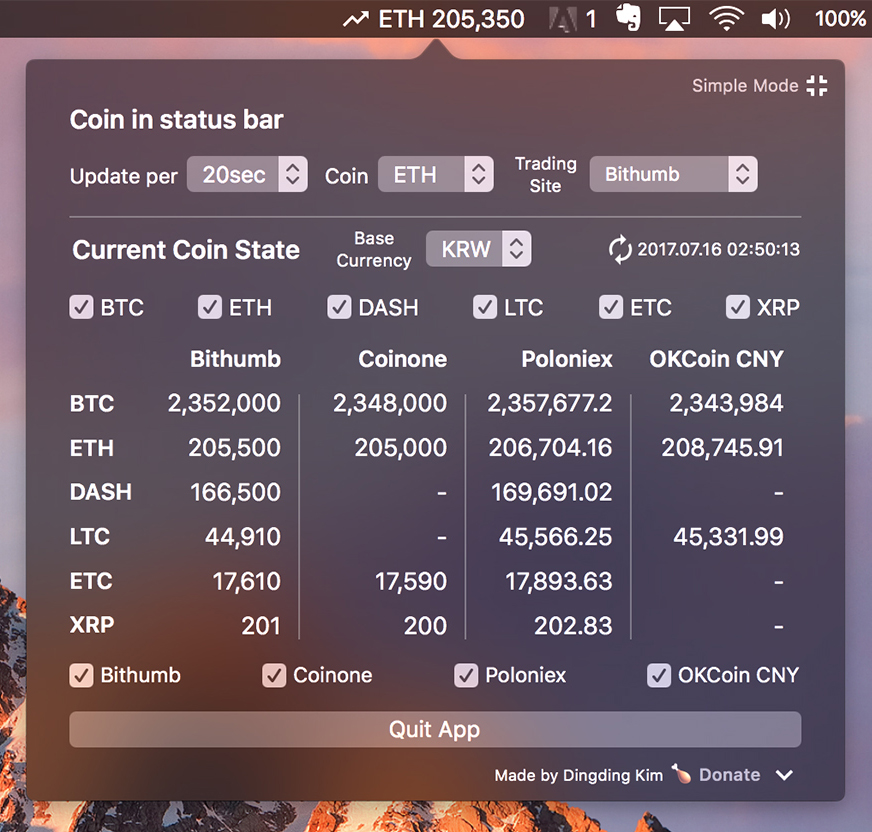 ETH 205,350 1 100%
Simple Mode
Coin in status bar
Update per 20sec Coin ETH Trading Site Bithumb
Current Coin State Base Currency KRW 2017.07.16 02:50:13
BTC ETH DASH LTC ETC XRP
Bithumb Coinone Poloniex OKCoin CNY
BTC 2,352,000 2,348,000 2,357,677.2 2,343,984
ETH 205,500 205,000 206,704.16 208,745.91
DASH 166,500 - 169,691.02 -
LTC 44,910 - 45,566.25 45,331.99
ETC 17,610 17,590 17,893.63 -
XRP 201 200 202.83 -
Bithumb Coinone Poloniex OKCoin CNY
Quit App
Made by Dingding Kim 🍗 Donate